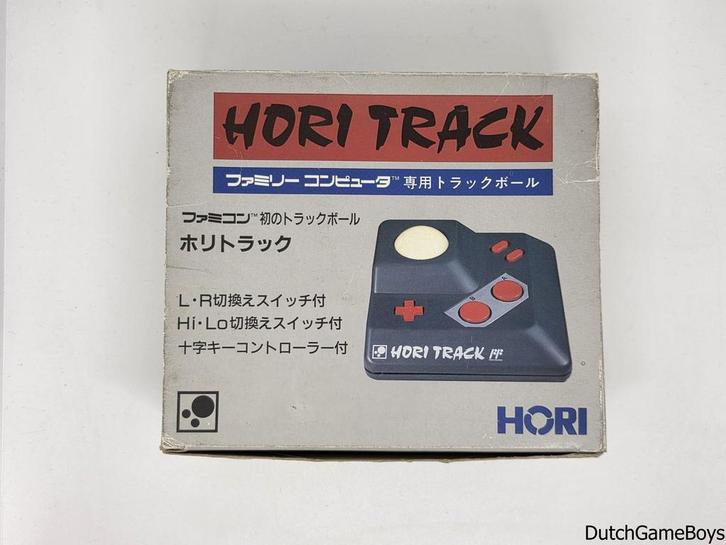 HORI TRACK
ファミリー コンピュータ™ 専用トラックボール
ファミコン™ 初のトラックボール
ホリトラック
L・R切換えスイッチ付
Hi・Lo切換えスイッチ付
十字キーコントローラー付
B
A
HORI TRACK FF
HORI
DutchGameBoys